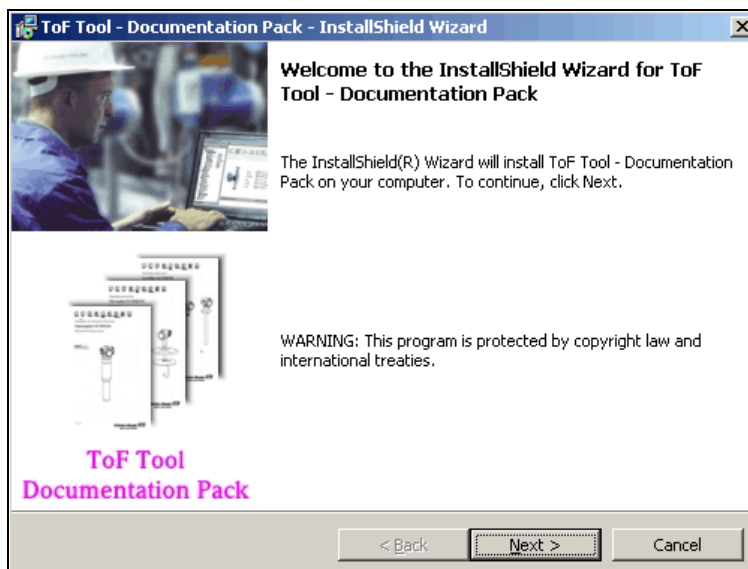 ToF Tool - Documentation Pack - InstallShield Wizard
Welcome to the InstallShield Wizard for ToF
Tool - Documentation Pack
The InstallShield(R) Wizard will install ToF Tool - Documentation
Pack on your computer. To continue, click Next.
WARNING: This program is protected by copyright law and
international treaties.
ToF Tool
Documentation Pack
< Back
Next >
Cancel